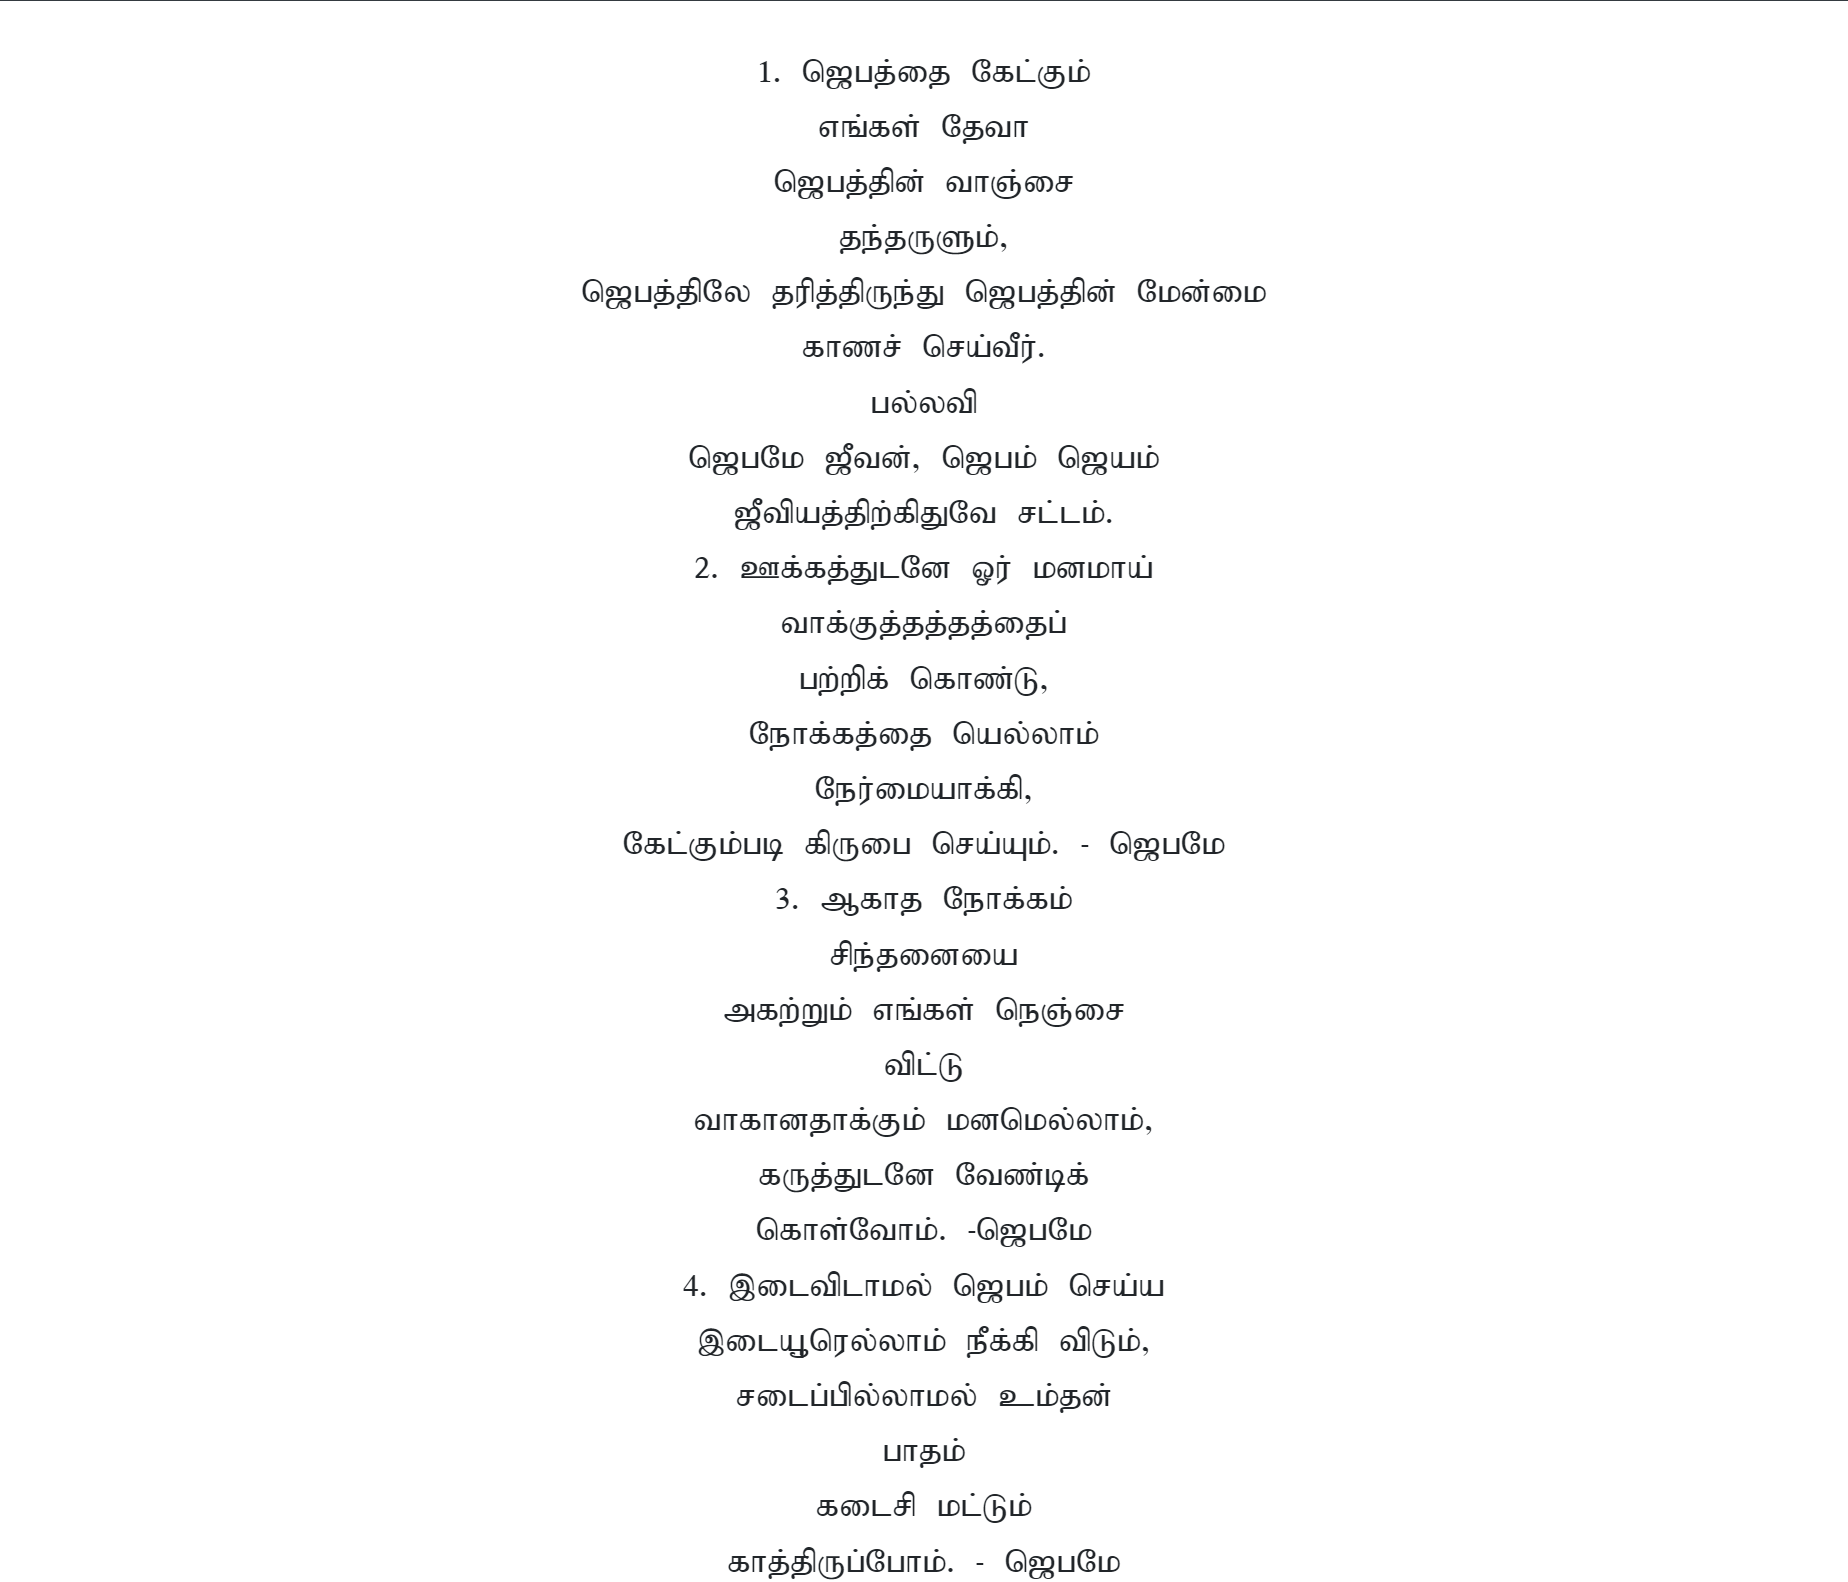 1. ஜெபத்தை கேட்கும்
எங்கள் தேவா
ஜெபத்தின் வாஞ்சை
தந்தருளும்,
ஜெபத்திலே தரித்திருந்து ஜெபத்தின் மேன்மை
காணச் செய்வீர்.
பல்லவி
ஜெபமே ஜீவன், ஜெபம் ஜெயம்
ஜீவியத்திற்கிதுவே சட்டம்.
2. ஊக்கத்துடனே ஓர் மனமாய்
வாக்குத்தத்தத்தைப்
பற்றிக் கொண்டு,
நோக்கத்தை யெல்லாம்
நேர்மையாக்கி,
கேட்கும்படி கிருபை செய்யும். - ஜெபமே
3. ஆகாத நோக்கம்
சிந்தனையை
அகற்றும் எங்கள் நெஞ்சை
விட்டு
வாகானதாக்கும் மனமெல்லாம்,
கருத்துடனே வேண்டிக்
கொள்வோம். -ஜெபமே
4. இடைவிடாமல் ஜெபம் செய்ய
இடையூரெல்லாம் நீக்கி விடும்,
சடைப்பில்லாமல் உம்தன்
பாதம்
கடைசி மட்டும்
காத்திருப்போம். - ஜெபமே